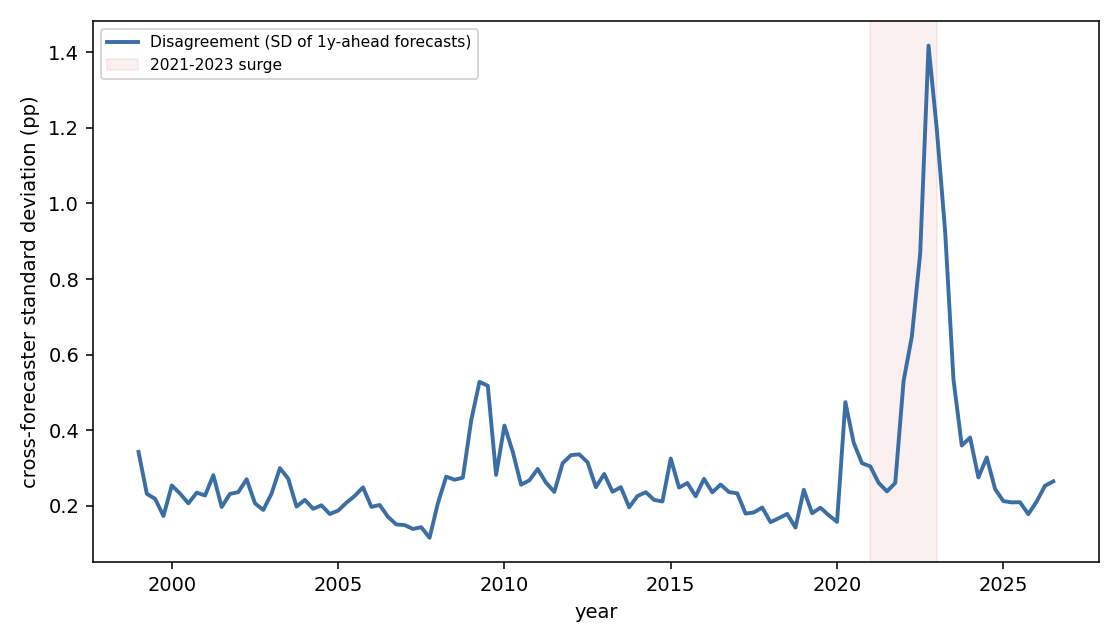 Disagreement (SD of 1y-ahead forecasts)
2021-2023 surge
cross-forecaster standard deviation (pp)
1.4
1.2
1.0
0.8
0.6
0.4
0.2
2000 2005 2010 2015 2020 2025
year